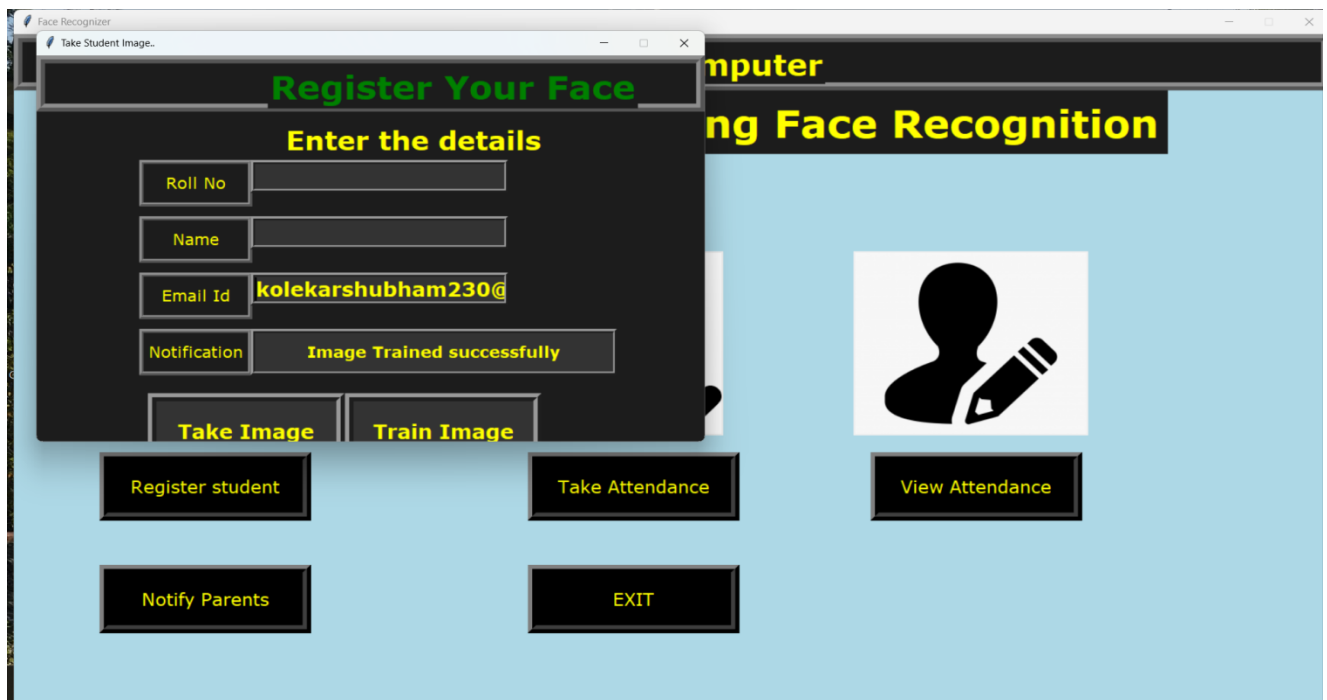 Face Recognizer
Take Student Image..
mputer
Register Your Face
ng Face Recognition
Enter the details
Roll No
Name
Email Id kolekarshubham230@
Notification Image Trained successfully
Take Image Train Image
Register student Take Attendance View Attendance
Notify Parents EXIT